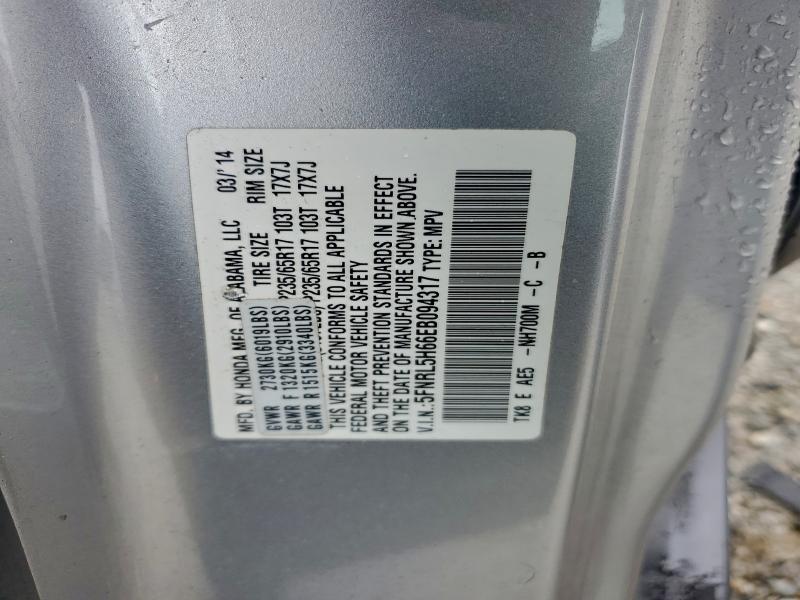 MFD. BY HONDA MFG. OF ALABAMA, LLC 03/'14
TIRE SIZE RIM SIZE
GVWR 2730KG(6019LBS)
GAWR F 1320KG(2910LBS) P235/65R17 103T 17X7J
GAWR R 1515KG(3340LBS) P235/65R17 103T 17X7J
THIS VEHICLE CONFORMS TO ALL APPLICABLE
FEDERAL MOTOR VEHICLE SAFETY
AND THEFT PREVENTION STANDARDS IN EFFECT
ON THE DATE OF MANUFACTURE SHOWN ABOVE.
V.I.N.:5FNRL5H66EB094317 TYPE: MPV
TK8 E AE5 -NH700M -C -B